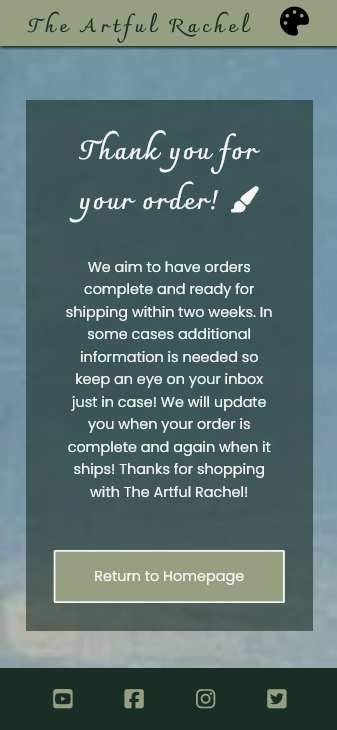 The Artful Rachel
Thank you for
your order!
We aim to have orders
complete and ready for
shipping within two weeks. In
some cases additional
information is needed so
keep an eye on your inbox
just in case! We will update
you when your order is
complete and again when it
ships! Thanks for shopping
with The Artful Rachel!
Return to Homepage